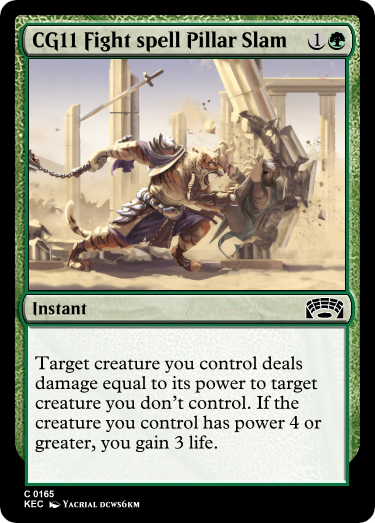 CG11 Fight spell Pillar Slam 1
Instant
Target creature you control deals
damage equal to its power to target
creature you don't control. If the
creature you control has power 4 or
greater, you gain 3 life.
C 0165
KEC YACRIAL DCWS6KM